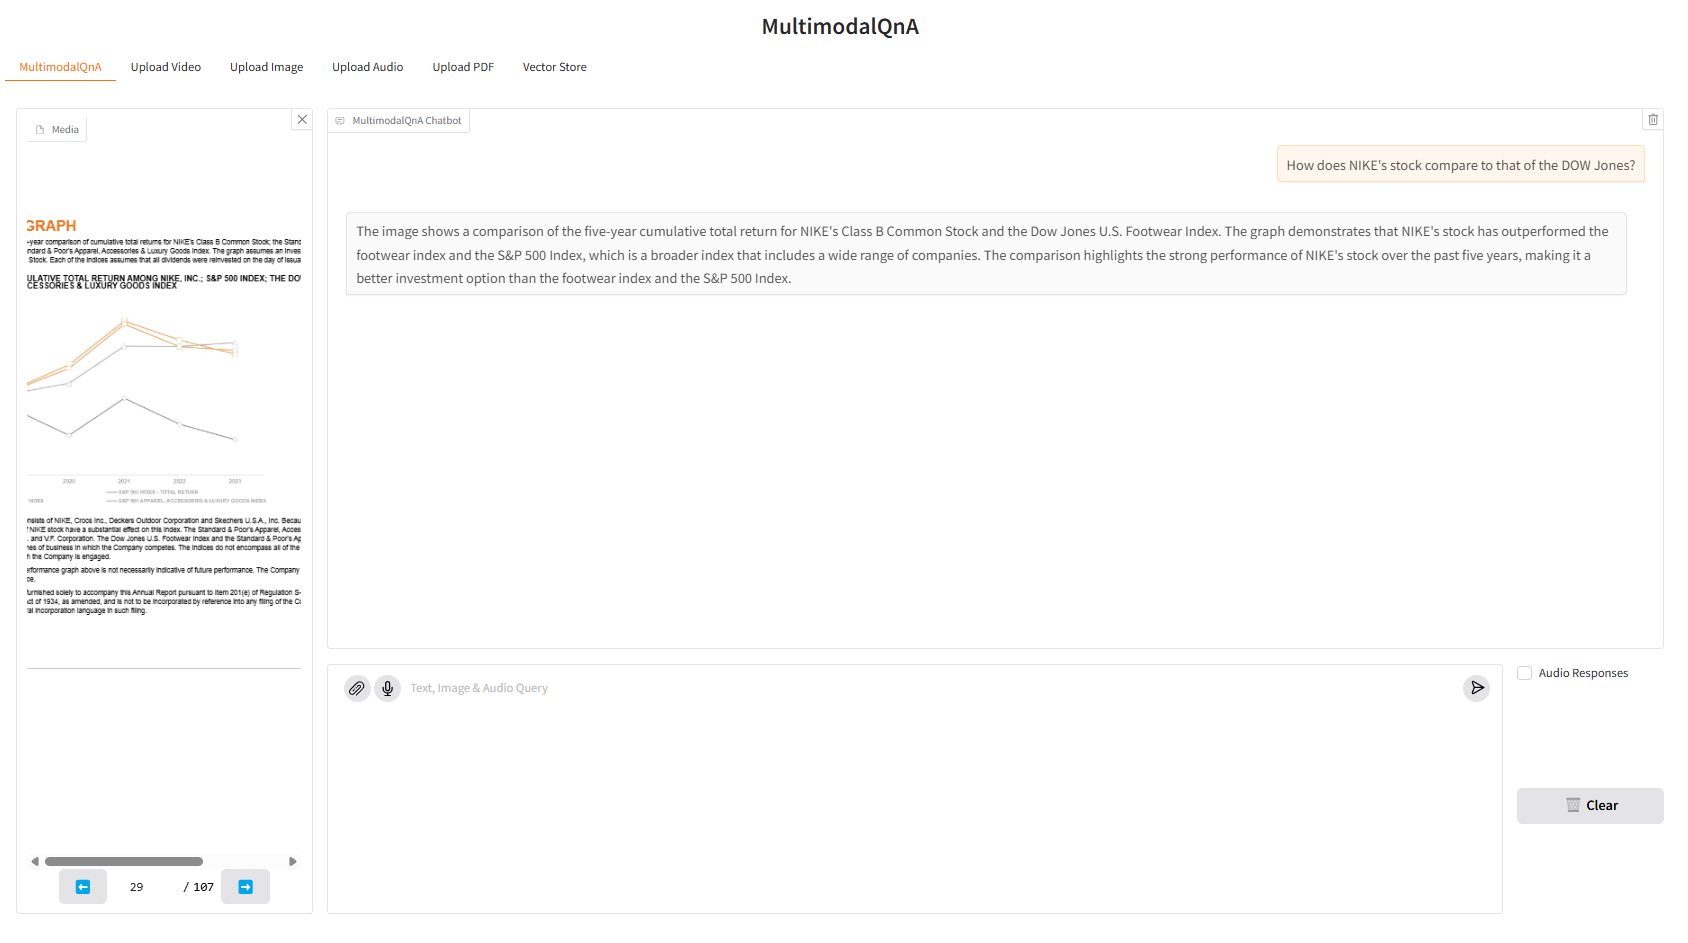 MultimodalQnA
MultimodalQnA
Upload Video
Upload Image
Upload Audio
Upload PDF
Vector Store
Media
GRAPH
-year comparison of cumulative total returns for NIKE's Class B Common Stock; the Stand
ndard & Poor's Apparel, Accessories & Luxury Goods Index. The graph assumes an inves
Stock. Each of the indices assumes that all dividends were reinvested on the day of issua
ULATIVE TOTAL RETURN AMONG NIKE, INC.; S&P 500 INDEX; THE DO
CESSORIES & LUXURY GOODS INDEX
2020
2021
2022
2023
S&P 500 INDEX - TOTAL RETURN
INDEX
S&P 500 APPAREL, ACCESSORIES & LUXURY GOODS INDEX
nsists of NIKE, Crocs Inc., Deckers Outdoor Corporation and Skechers U.S.A., Inc. Becau
NIKE stock have a substantial effect on this index. The Standard & Poor's Apparel, Acces
. and V.F. Corporation. The Dow Jones U.S. Footwear Index and the Standard & Poor's Ap
nes of business in which the Company competes. The indices do not encompass all of the
h the Company is engaged.
erformance graph above is not necessarily indicative of future performance. The Company
ce.
furnished solely to accompany this Annual Report pursuant to Item 201(e) of Regulation S-
ct of 1934, as amended, and is not to be incorporated by reference into any filing of the Co
al incorporation language in such filing.
29
/ 107
MultimodalQnA Chatbot
How does NIKE's stock compare to that of the DOW Jones?
The image shows a comparison of the five-year cumulative total return for NIKE's Class B Common Stock and the Dow Jones U.S. Footwear Index. The graph demonstrates that NIKE's stock has outperformed the
footwear index and the S&P 500 Index, which is a broader index that includes a wide range of companies. The comparison highlights the strong performance of NIKE's stock over the past five years, making it a
better investment option than the footwear index and the S&P 500 Index.
Text, Image & Audio Query
Audio Responses
Clear